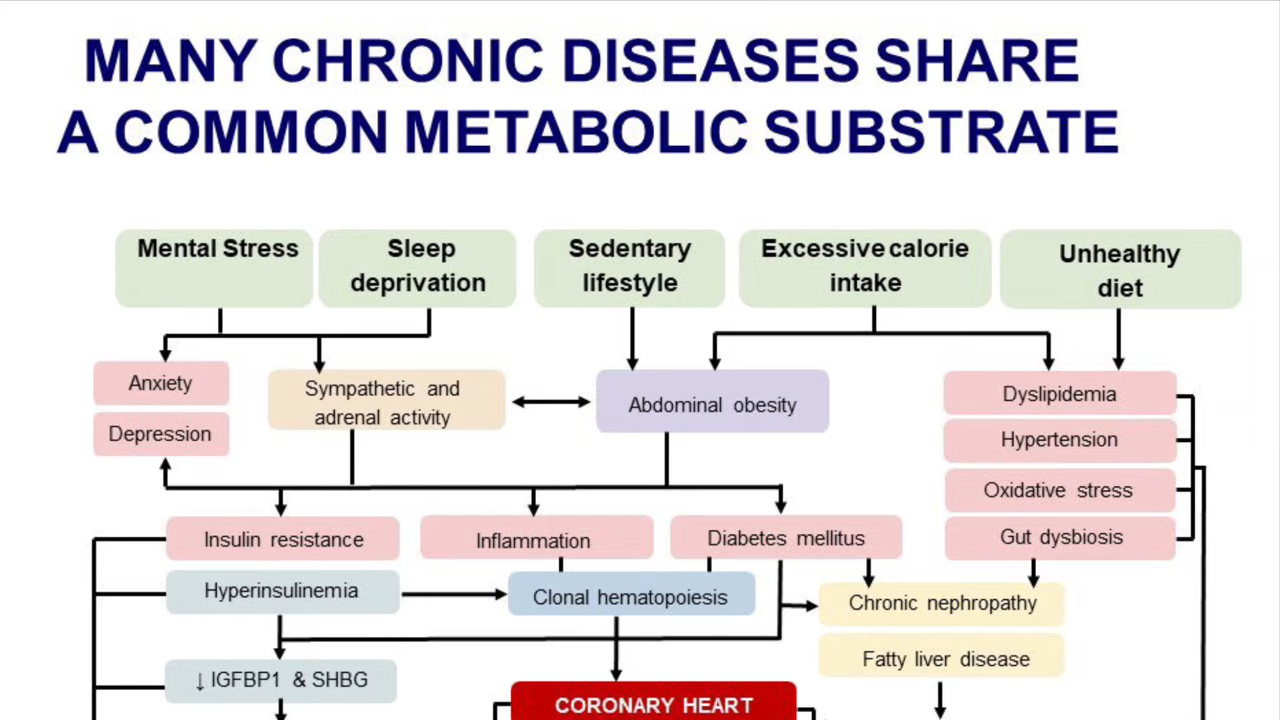 MANY CHRONIC DISEASES SHARE
A COMMON METABOLIC SUBSTRATE
Mental Stress
Sleep
deprivation
Sedentary
lifestyle
Excessive calorie
intake
Unhealthy
diet
Anxiety
Depression
Sympathetic and
adrenal activity
Abdominal obesity
Dyslipidemia
Hypertension
Oxidative stress
Gut dysbiosis
Insulin resistance
Inflammation
Diabetes mellitus
Hyperinsulinemia
Clonal hematopoiesis
Chronic nephropathy
Fatty liver disease
↓ IGFBP1 & SHBG
CORONARY HEART